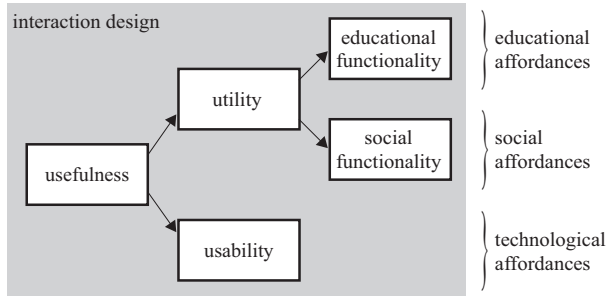 interaction design
educational
functionality
educational
affordances
utility
social
functionality
social
affordances
usefulness
usability
technological
affordances